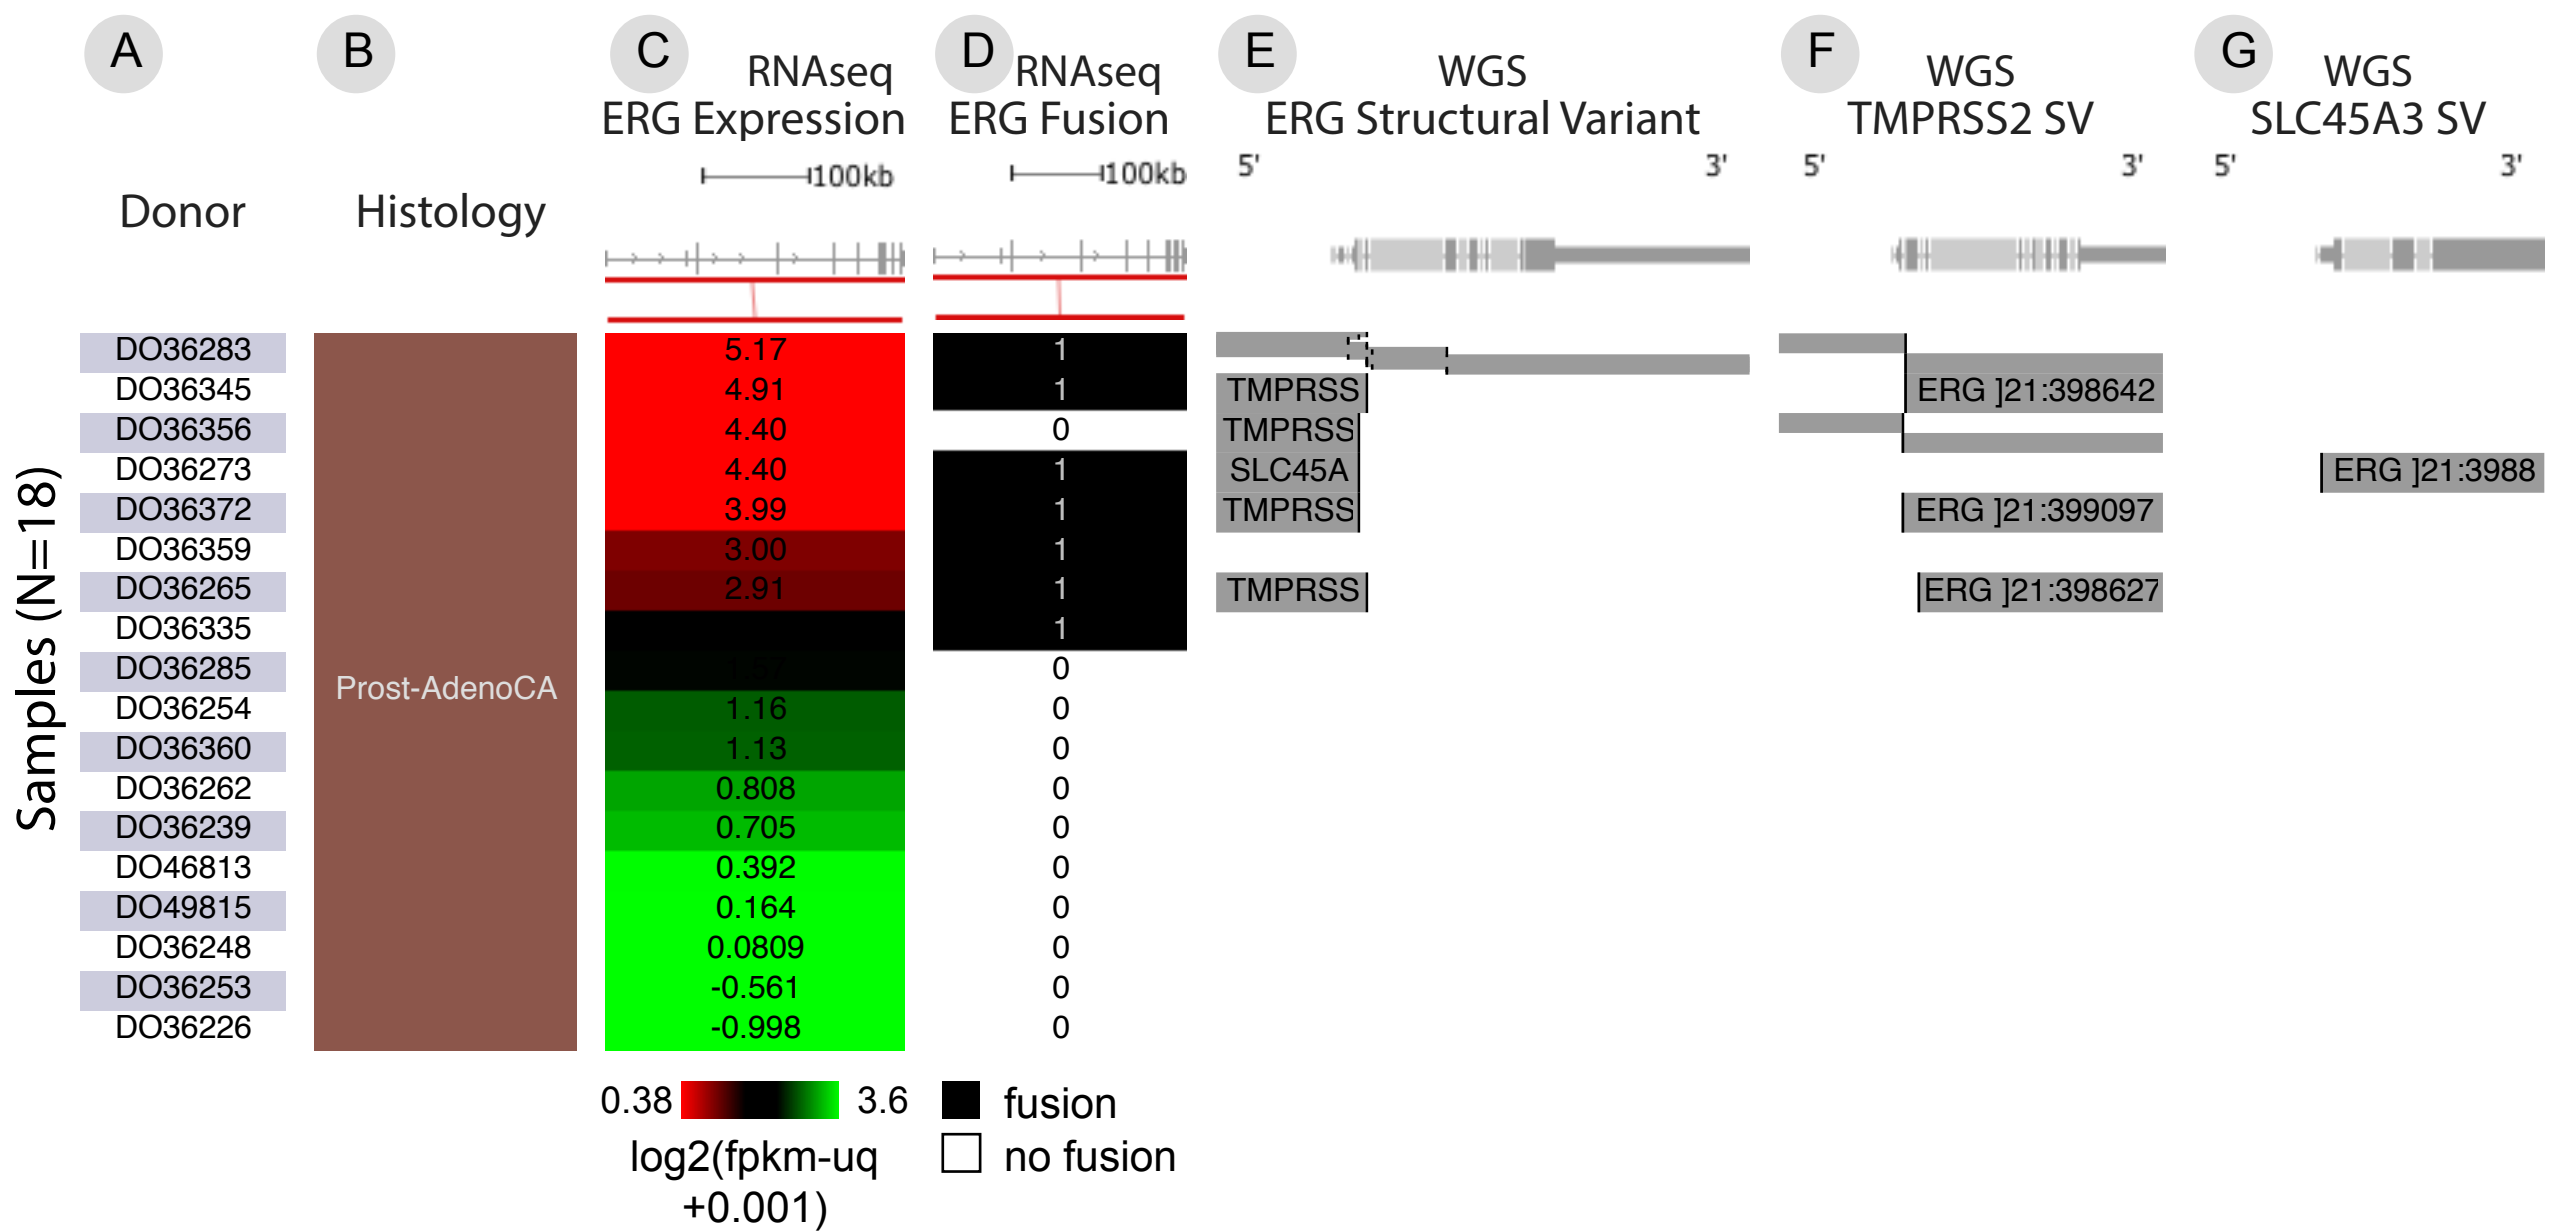 A B C D E F G
RNAseq RNAseq WGS WGS WGS
ERG Expression ERG Fusion ERG Structural Variant TMPRSS2 SV SLC45A3 SV
5' 3' 5' 3' 5' 3'
100kb 100kb
Donor Histology
Samples (N=18)
Prost-AdenoCA
DO36283 5.17 1
DO36345 4.91 1 TMPRSS ERG ]21:398642
DO36356 4.40 0 TMPRSS
DO36273 4.40 1 SLC45A ERG ]21:3988
DO36372 3.99 1 TMPRSS ERG ]21:399097
DO36359 3.00 1
DO36265 2.91 1 TMPRSS ERG ]21:398627
DO36335 1
DO36285 1.57 0
DO36254 1.16 0
DO36360 1.13 0
DO36262 0.808 0
DO36239 0.705 0
DO46813 0.392 0
DO49815 0.164 0
DO36248 0.0809 0
DO36253 -0.561 0
DO36226 -0.998 0
0.38 3.6 fusion
log2(fpkm-uq no fusion
+0.001)